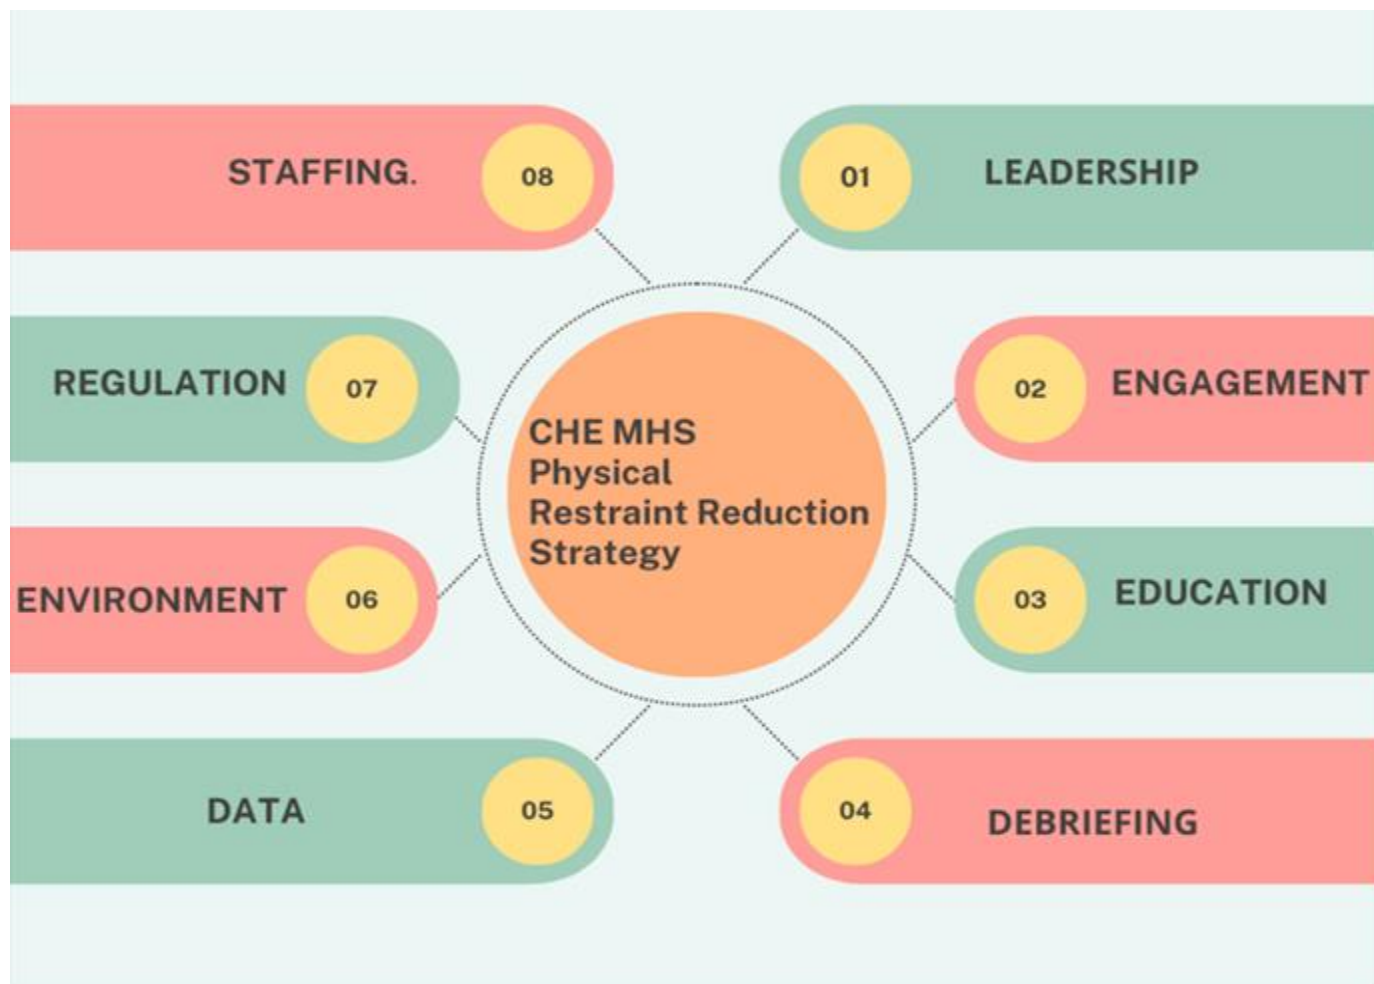 STAFFING.
08
01
LEADERSHIP
REGULATION
07
02
ENGAGEMENT
CHE MHS
Physical
Restraint Reduction
Strategy
ENVIRONMENT
06
03
EDUCATION
DATA
05
04
DEBRIEFING